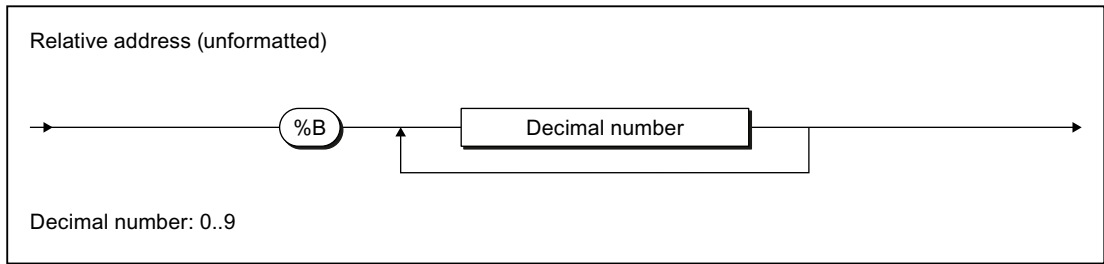 Relative address (unformatted)
%B
Decimal number
Decimal number: 0..9